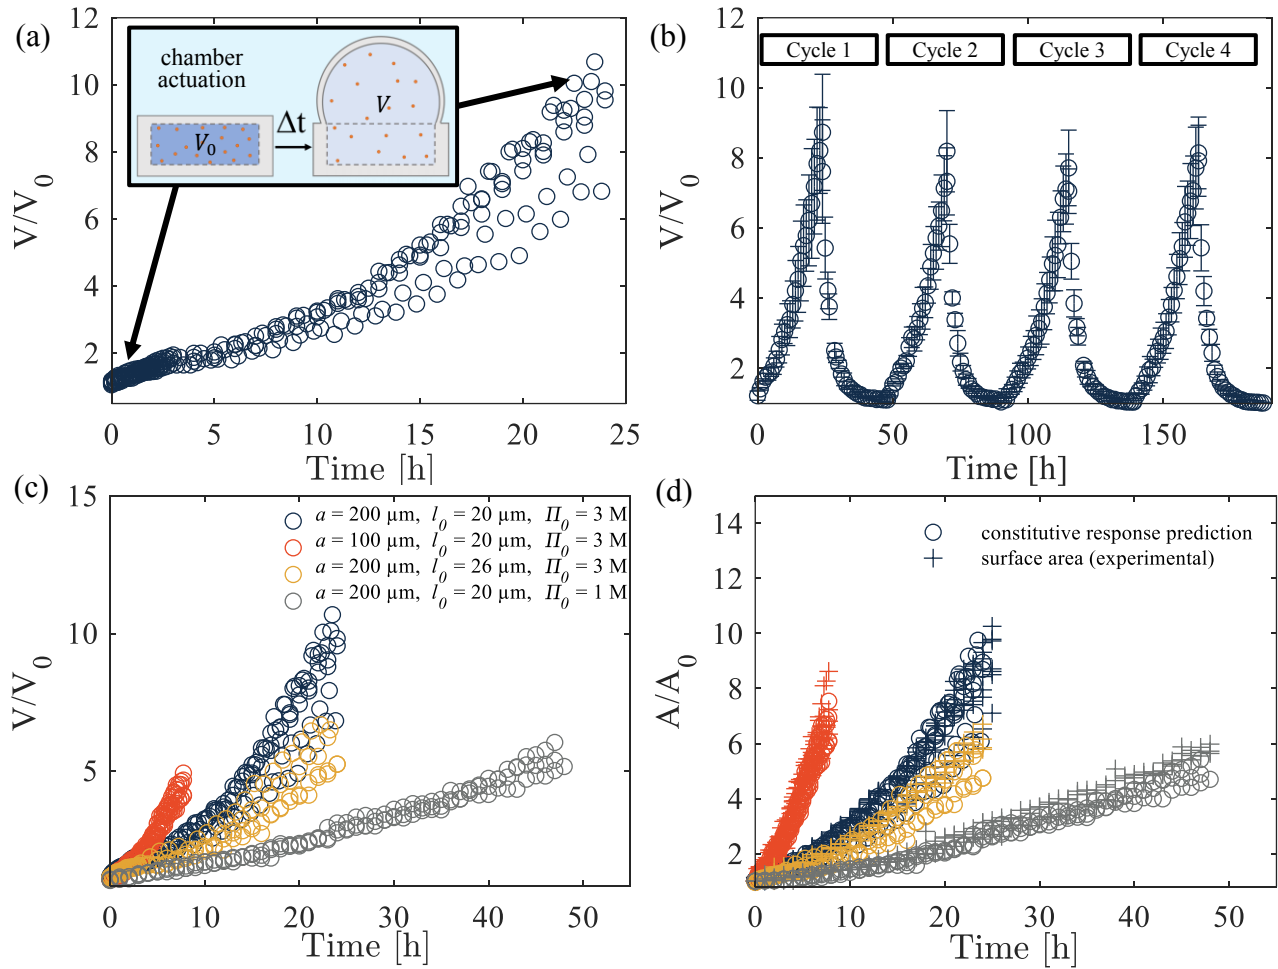 (a)
12
10
8
6
4
2
V/V0
chamber
actuation
V0
Δt
V
0
5
10
15
20
25
Time [h]
(b)
12
10
8
6
4
2
V/V0
Cycle 1
Cycle 2
Cycle 3
Cycle 4
0
50
100
150
Time [h]
(c)
15
10
5
V/V0
a = 200 µm, l0 = 20 µm, Π0 = 3 M
a = 100 µm, l0 = 20 µm, Π0 = 3 M
a = 200 µm, l0 = 26 µm, Π0 = 3 M
a = 200 µm, l0 = 20 µm, Π0 = 1 M
0
10
20
30
40
50
Time [h]
(d)
14
12
10
8
6
4
2
A/A0
constitutive response prediction
surface area (experimental)
0
10
20
30
40
50
Time [h]